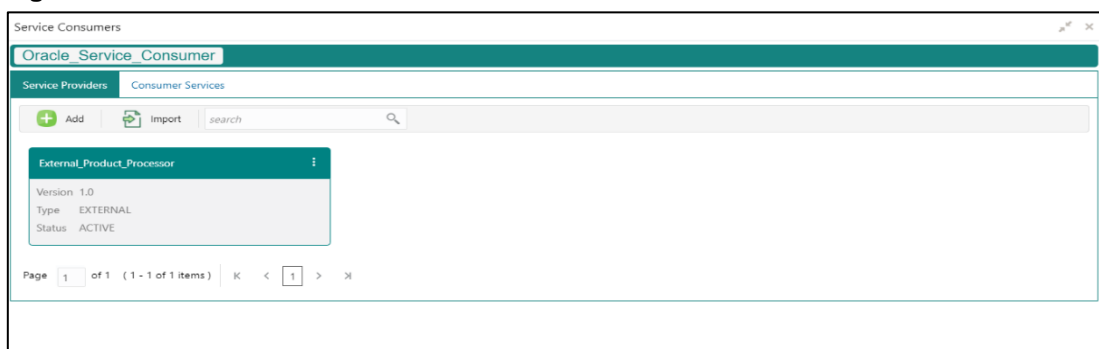 Service Consumers
Oracle_Service_Consumer
Service Providers Consumer Services
Add Import search
External_Product_Processor
Version 1.0
Type EXTERNAL
Status ACTIVE
Page 1 of 1 (1 - 1 of 1 items) K < 1 > X